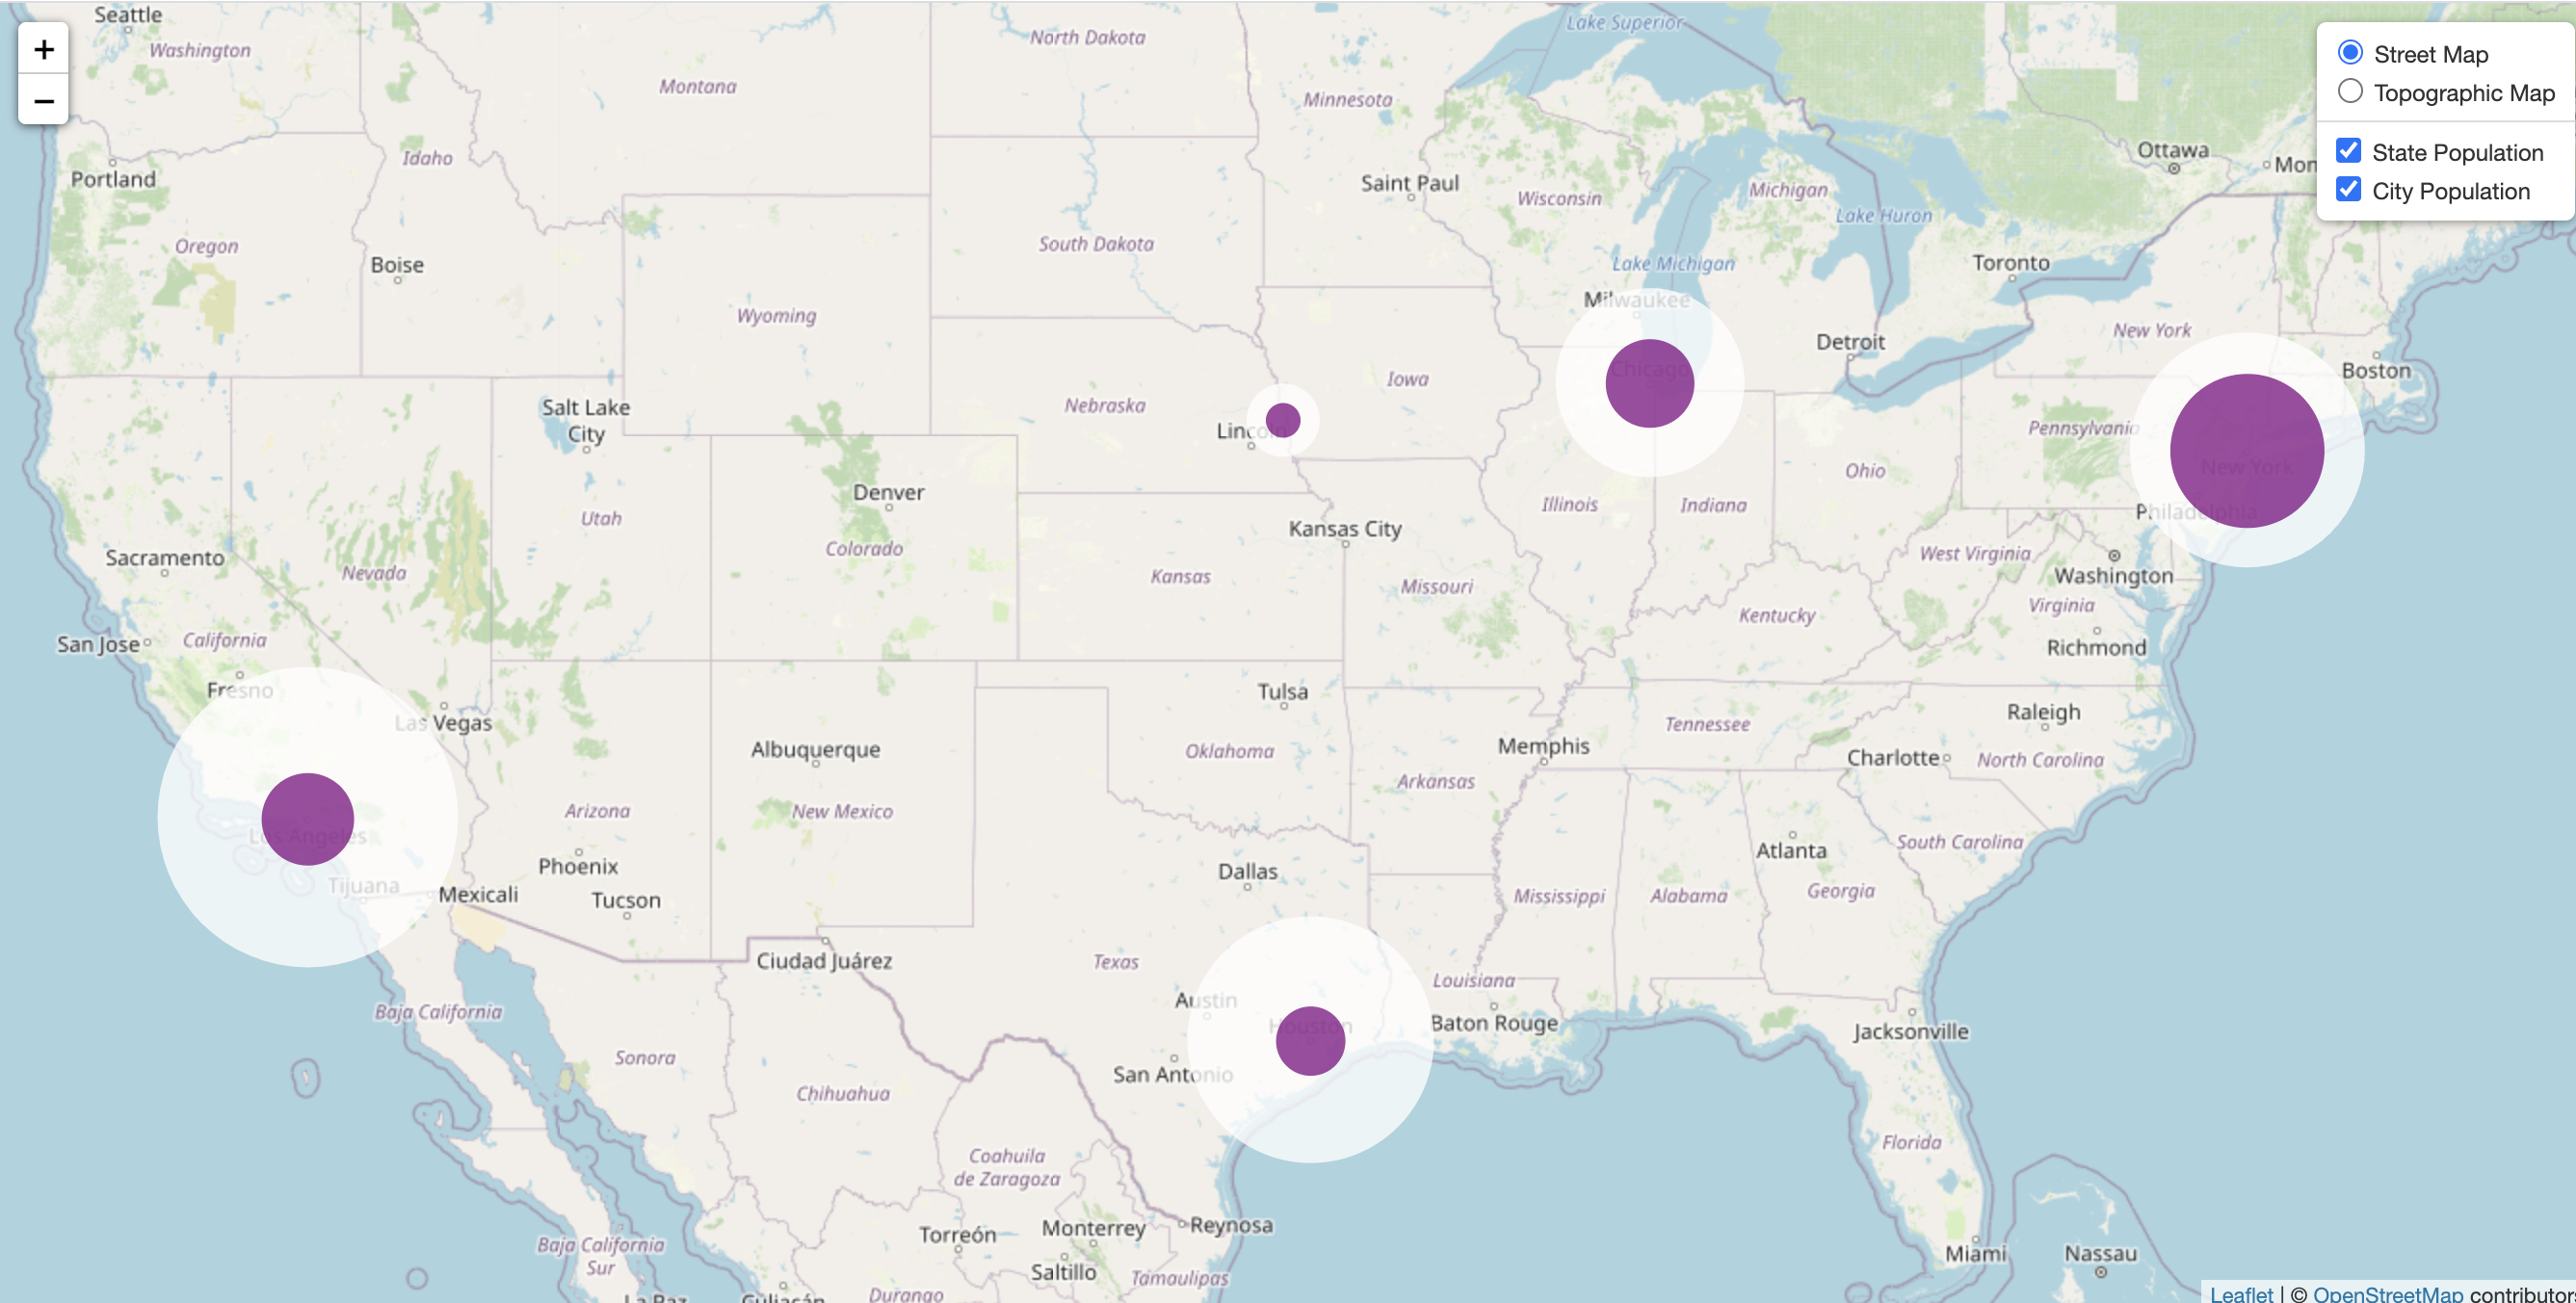 Seattle
Washington
+
−
North Dakota
Lake Superior
Street Map
Topographic Map
State Population
City Population
Montana
Minnesota
Ottawa
Mon
Idaho
Portland
Saint Paul
Wisconsin
Michigan
Lake Huron
Oregon
South Dakota
Boise
Lake Michigan
Toronto
Milwaukee
Wyoming
New York
Detroit
Boston
Chicago
Iowa
Nebraska
Salt Lake
City
Lincoln
Pennsylvania
New York
Ohio
Denver
Illinois
Indiana
Philadelphia
Utah
Kansas City
Colorado
West Virginia
Sacramento
Nevada
Kansas
Missouri
Washington
Virginia
Kentucky
San Jose
California
Richmond
Fresno
Tulsa
Las Vegas
Raleigh
Tennessee
Albuquerque
Oklahoma
Memphis
Charlotte
North Carolina
Arkansas
Arizona
New Mexico
Los Angeles
South Carolina
Atlanta
Phoenix
Dallas
Tijuana
Mexicali
Tucson
Mississippi
Alabama
Georgia
Ciudad Juárez
Texas
Louisiana
Austin
Baja California
Houston
Baton Rouge
Jacksonville
Sonora
San Antonio
Chihuahua
Florida
Coahuila
de Zaragoza
Torreón
Monterrey
Reynosa
Baja California
Sur
Miami
Nassau
Saltillo
Tamaulipas
La Paz
Culiacán
Durango
Leaflet | © OpenStreetMap contributor